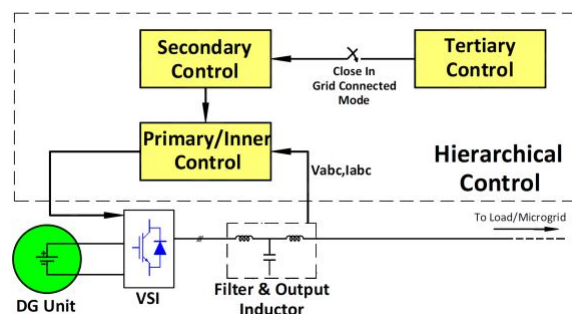 Secondary
Control
Tertiary
Control
Close In
Grid Connected
Mode
Primary/Inner
Control
Vabc,Iabc
Hierarchical
Control
To Load/Microgrid
DG Unit
VSI
Filter & Output
Inductor